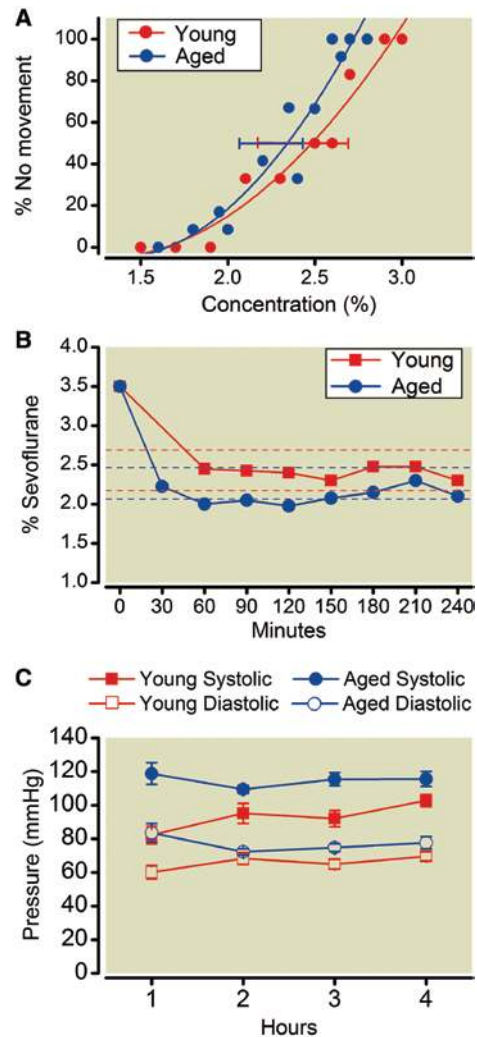 A
Young
Aged
% No movement
100
80
60
40
20
0
1.5 2.0 2.5 3.0
Concentration (%)
B
Young
Aged
% Sevoflurane
4.0
3.5
3.0
2.5
2.0
1.5
1.0
0 30 60 90 120 150 180 210 240
Minutes
C
Young Systolic Aged Systolic
Young Diastolic Aged Diastolic
Pressure (mmHg)
140
120
100
80
60
40
20
0
1 2 3 4
Hours